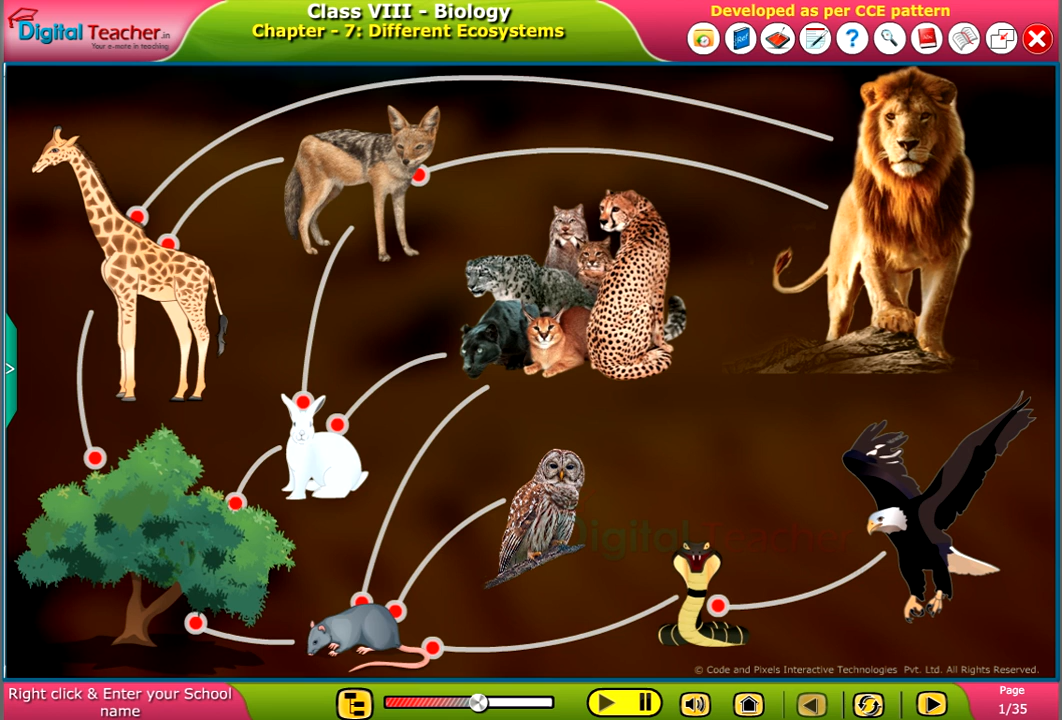 Digital Teacher.in
Your e-mate in teaching.
Class VIII - Biology
Chapter - 7: Different Ecosystems
Developed as per CCE pattern
Ref
?
>
Digital Teacher
© Code and Pixels Interactive Technologies Pvt. Ltd. All Rights Reserved.
Right click & Enter your School
name
Page
1/35